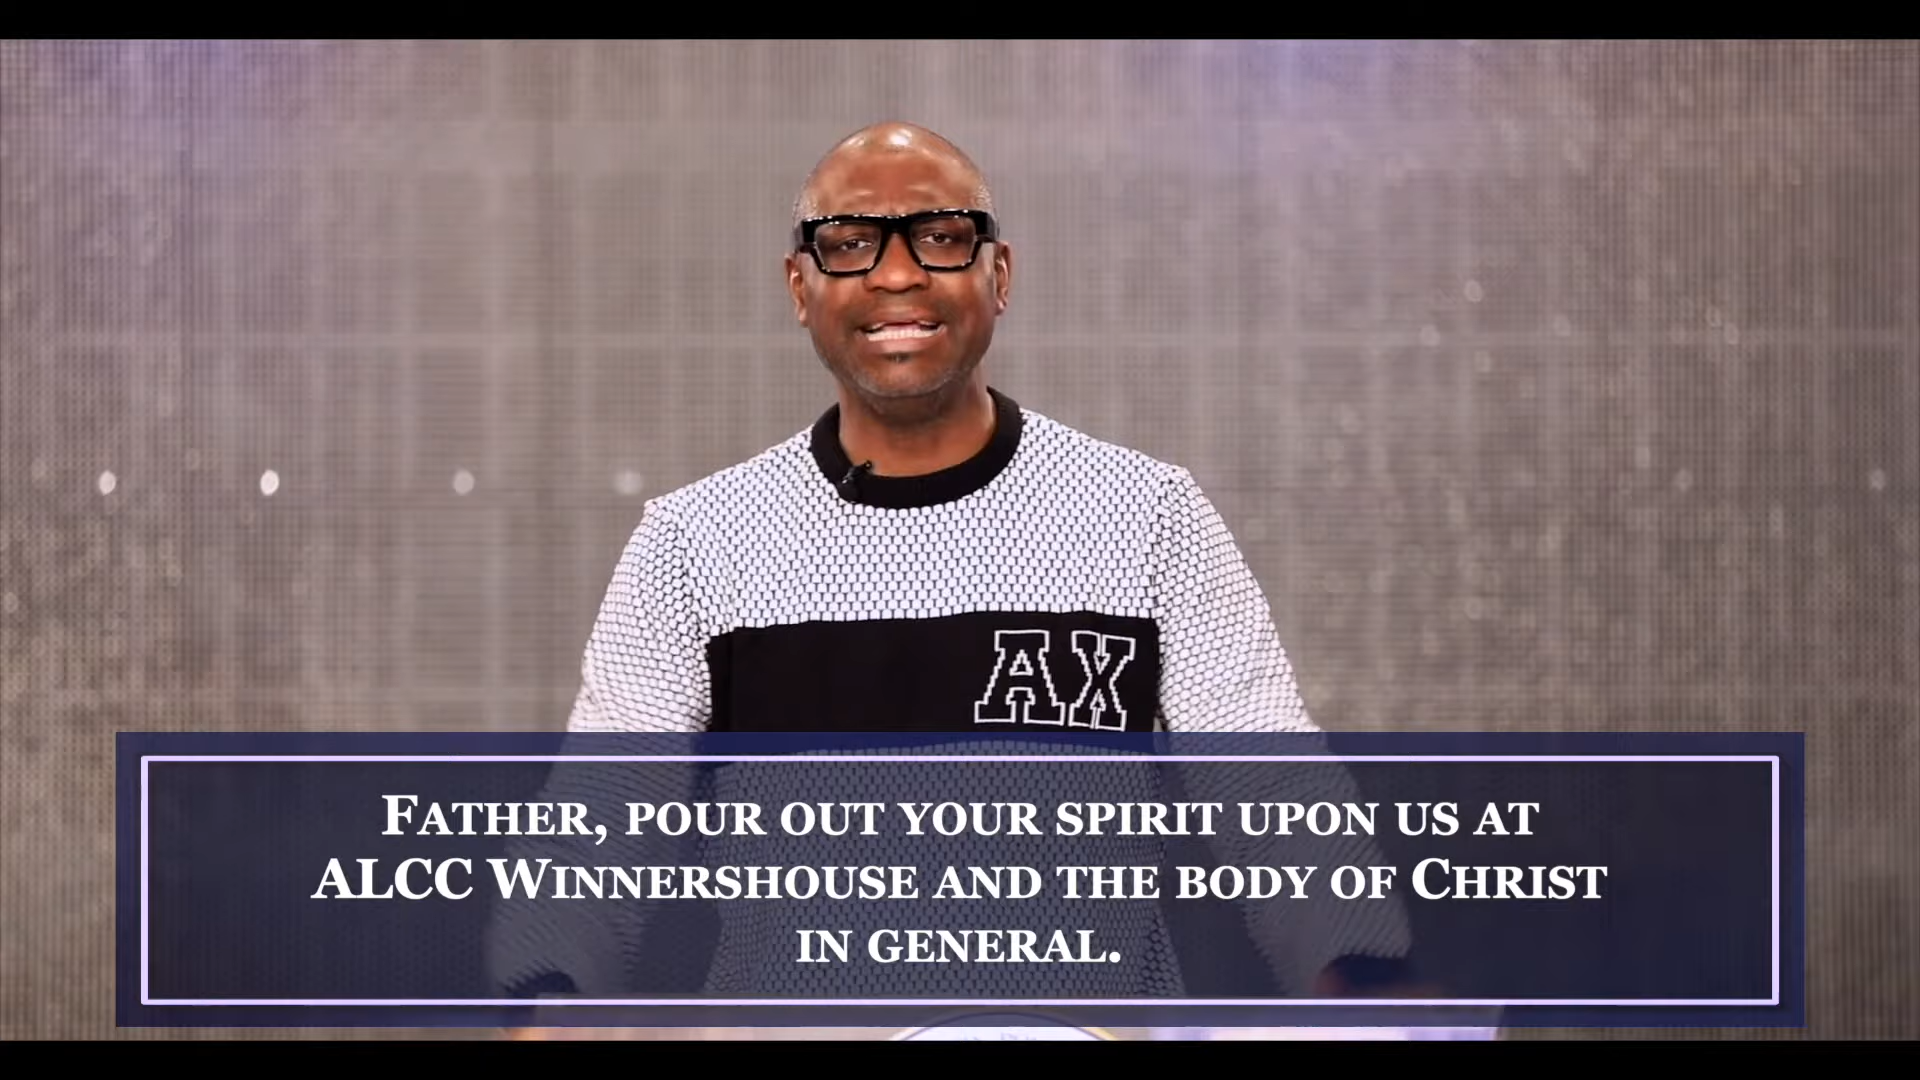 AX
Father, pour out your spirit upon us at
ALCC Winnershouse and the body of Christ
in general.